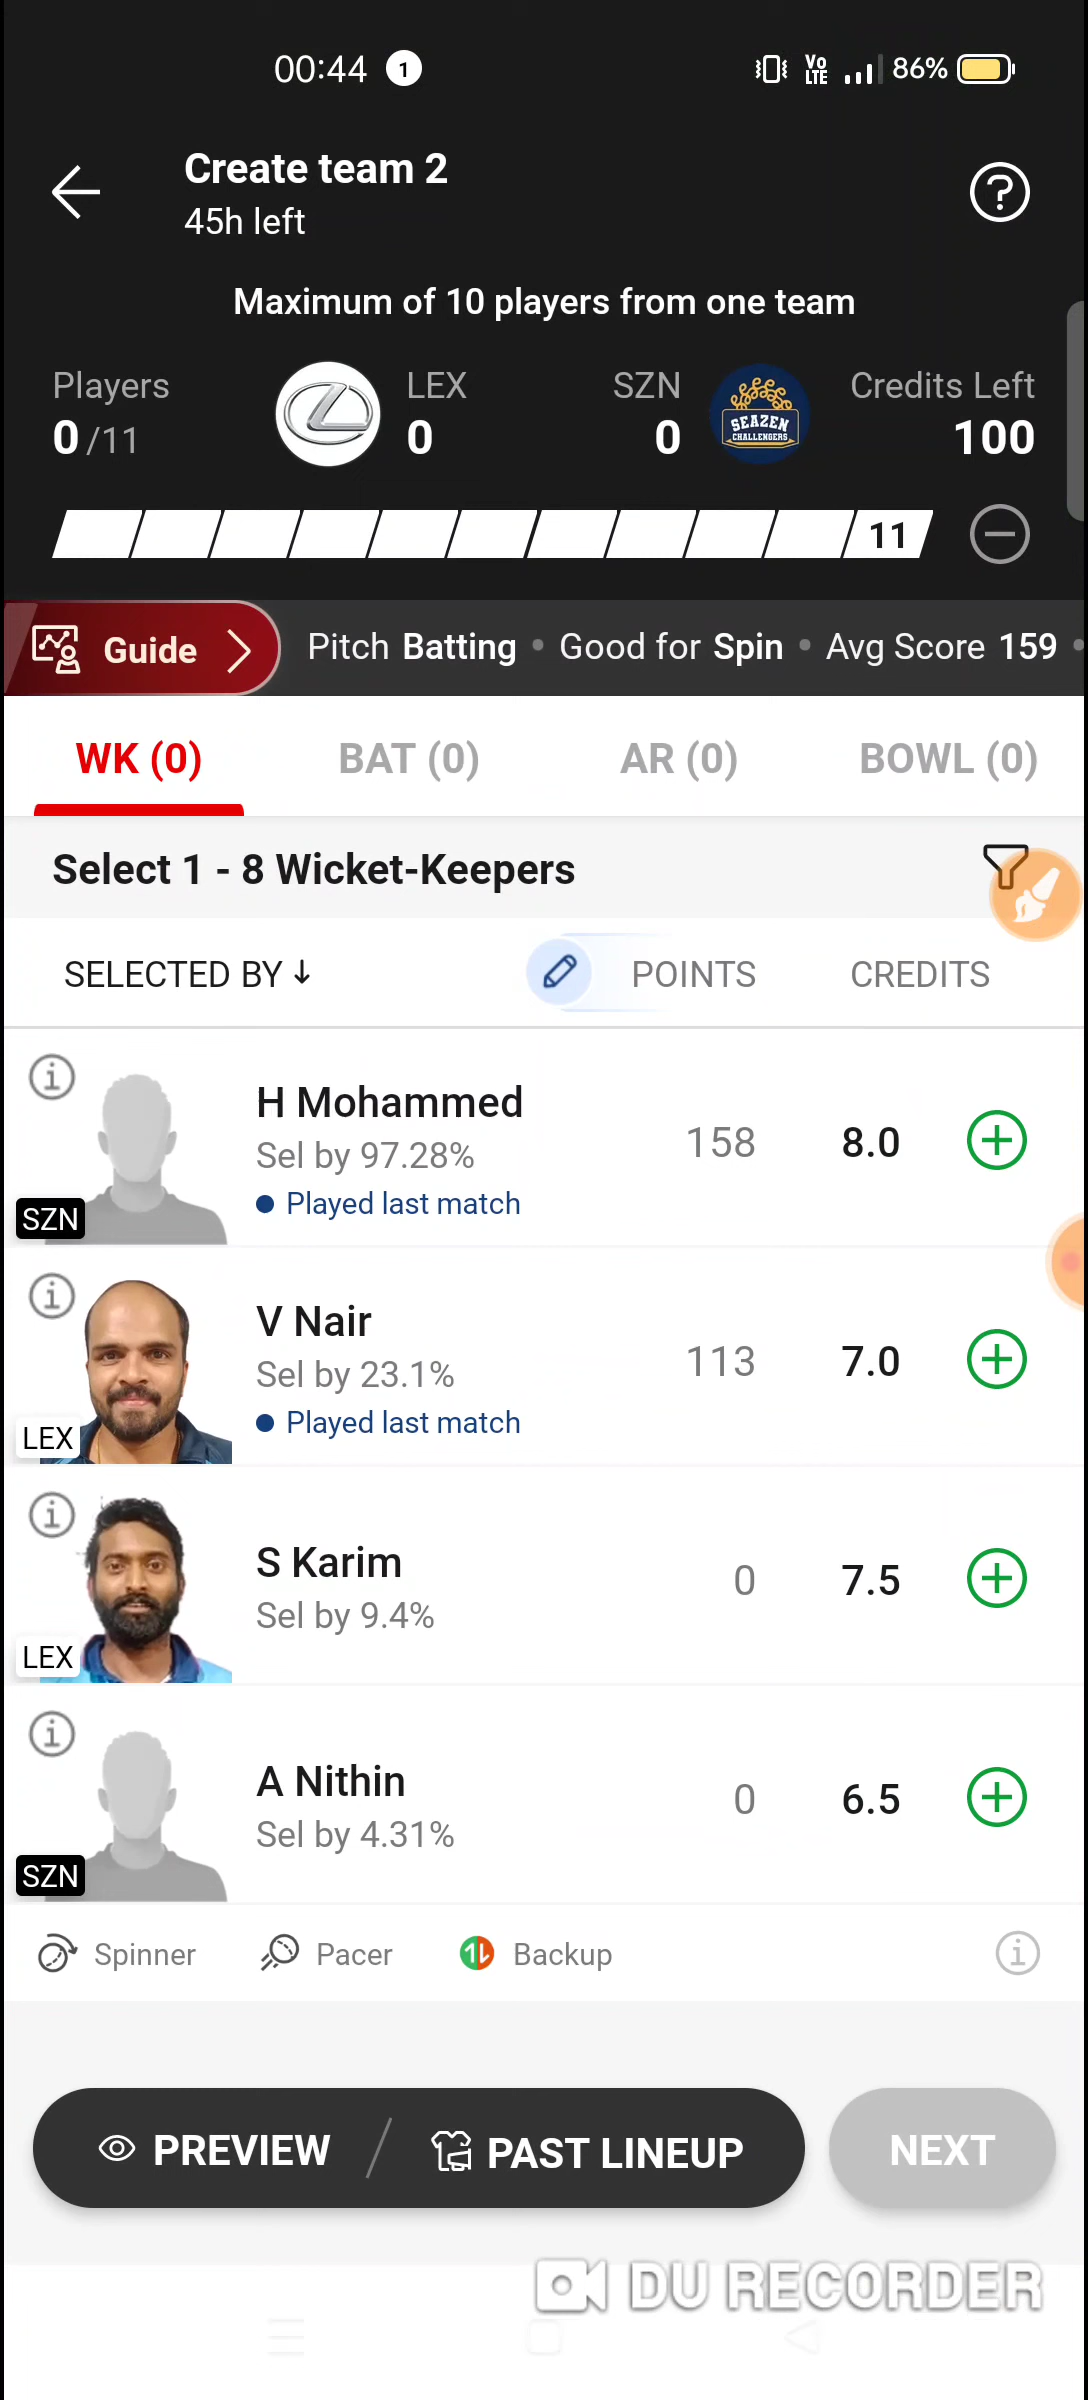 00:44 1 Vo LTE 86%
Create team 2
45h left
Maximum of 10 players from one team
Players LEX SZN Credits Left
0/11 0 0 100
SEAZEN
CHALLENGERS
11
Guide Pitch Batting • Good for Spin • Avg Score 159 •
WK (0) BAT (0) AR (0) BOWL (0)
Select 1 - 8 Wicket-Keepers
SELECTED BY ↓ POINTS CREDITS
H Mohammed
Sel by 97.28%
158 8.0
Played last match
SZN
V Nair
Sel by 23.1%
113 7.0
Played last match
LEX
S Karim
Sel by 9.4%
0 7.5
LEX
A Nithin
Sel by 4.31%
0 6.5
SZN
Spinner Pacer Backup
PREVIEW PAST LINEUP NEXT
DU RECORDER